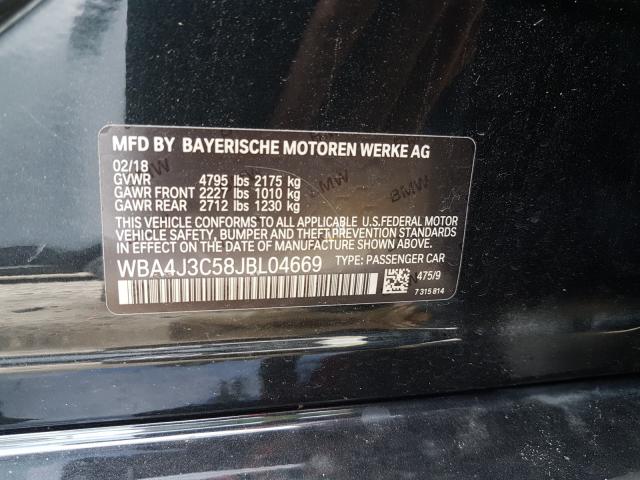 MFD BY BAYERISCHE MOTOREN WERKE AG
02/18
GVWR 4795 lbs 2175 kg
GAWR FRONT 2227 lbs 1010 kg
GAWR REAR 2712 lbs 1230 kg
THIS VEHICLE CONFORMS TO ALL APPLICABLE U.S.FEDERAL MOTOR
VEHICLE SAFETY, BUMPER AND THEFT PREVENTION STANDARDS
IN EFFECT ON THE DATE OF MANUFACTURE SHOWN ABOVE.
WBA4J3C58JBL04669 TYPE: PASSENGER CAR
475/9
7 315 814
BMW
BMW